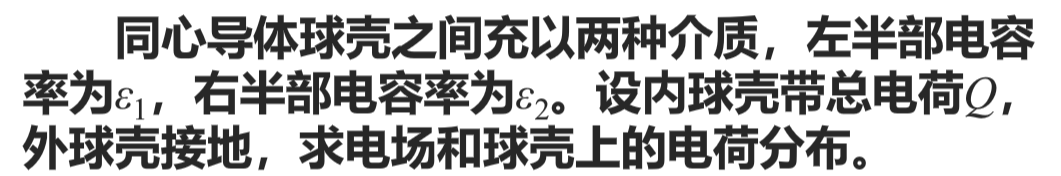 同心导体球壳之间充以两种介质，左半部电容
率为ε₁，右半部电容率为ε₂。设内球壳带总电荷Q，
外球壳接地，求电场和球壳上的电荷分布。